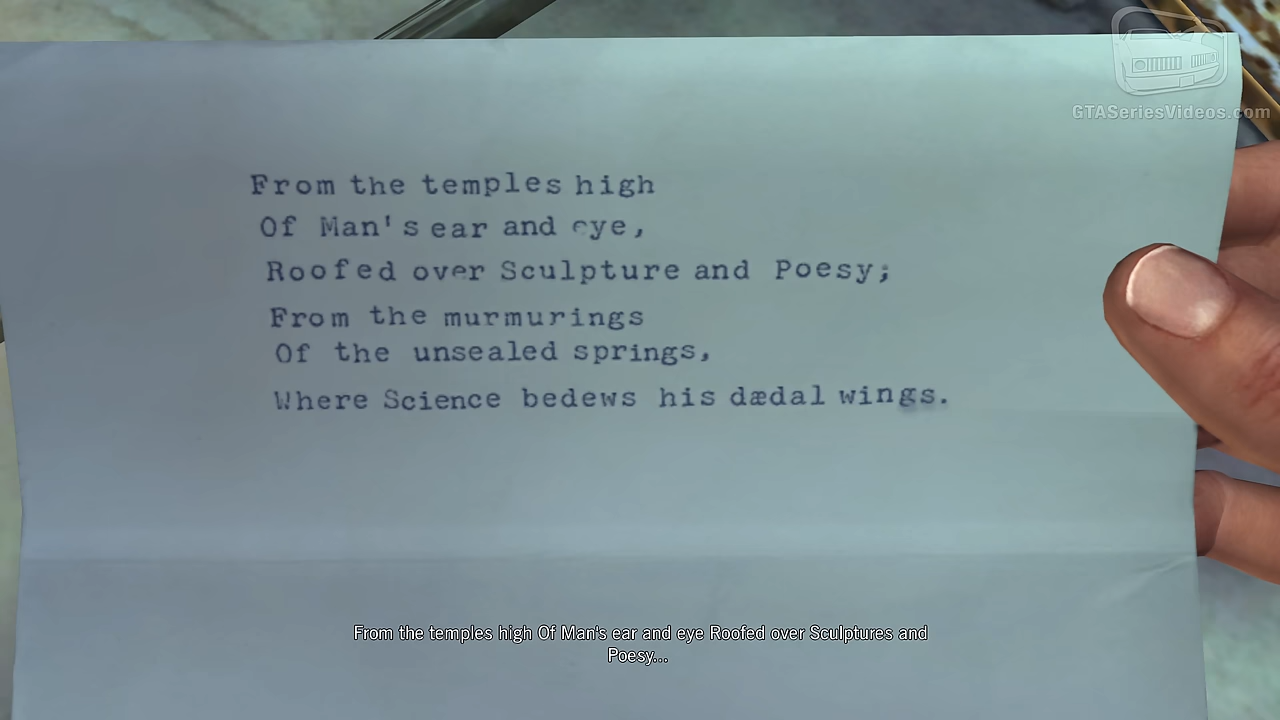 GTASeriesVideos.com
From the temples high
Of Man's ear and eye,
Roofed over Sculpture and Poesy;
From the murmurings
Of the unsealed springs,
Where Science bedews his dædal wings.
From the temples high Of Man's ear and eye Roofed over Sculptures and
Poesy...